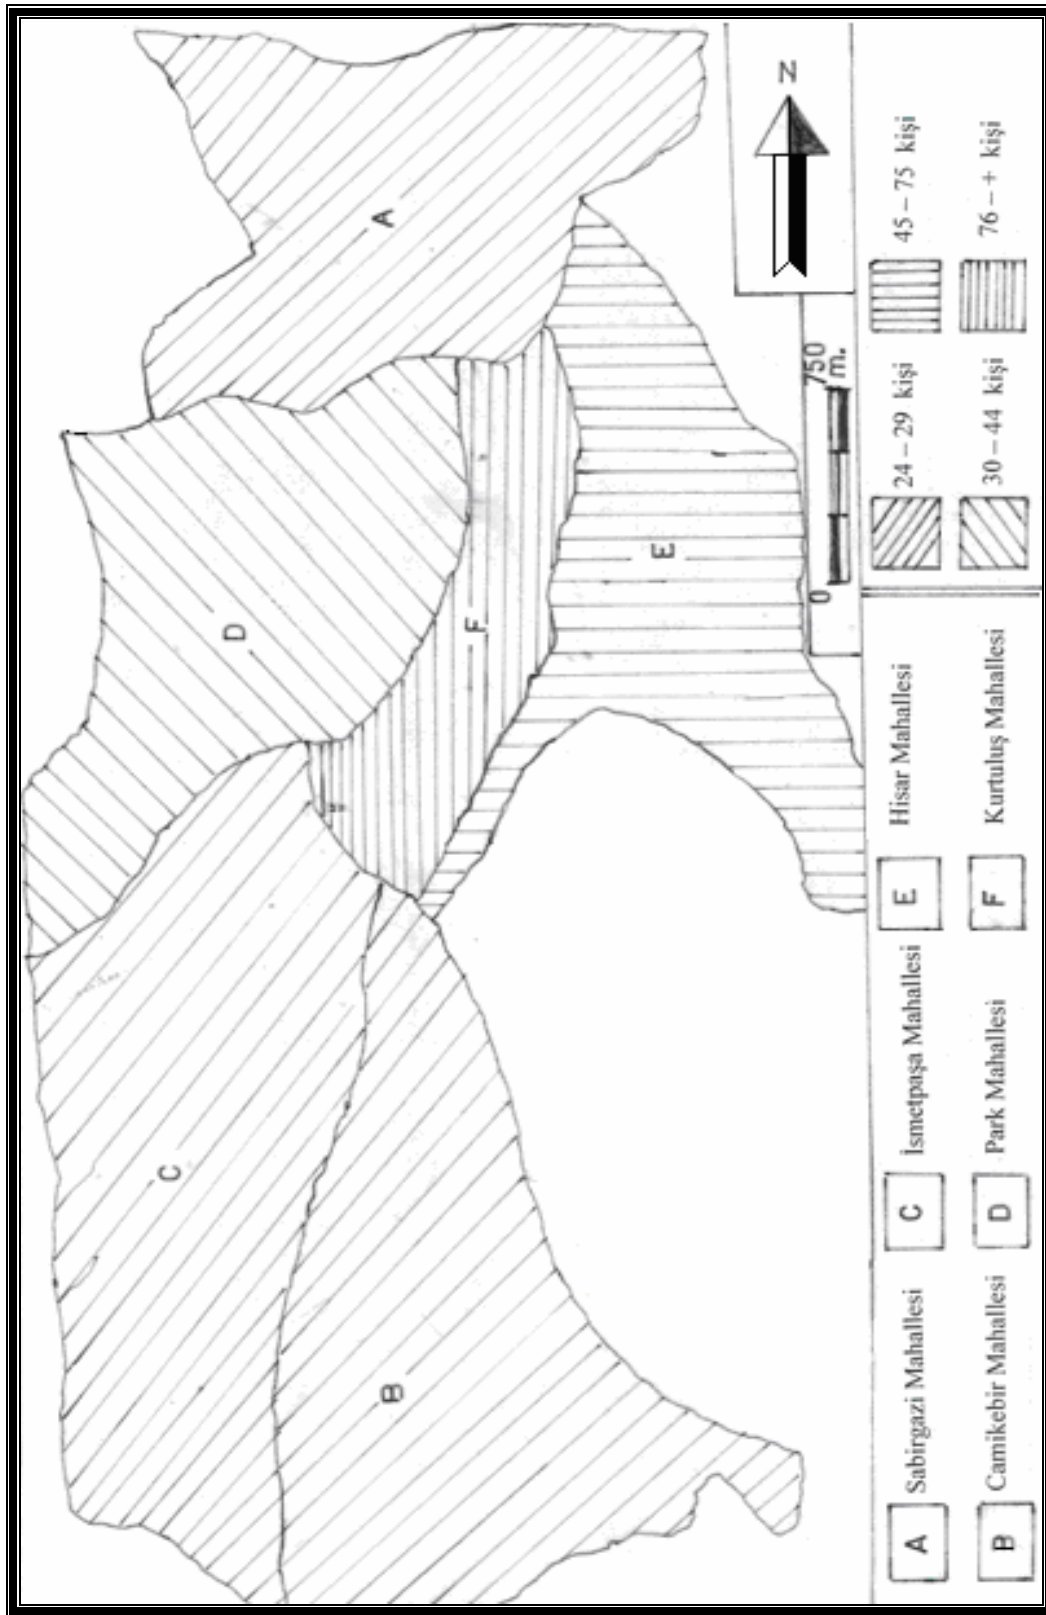 A
D
F
E
C
B
N
0
750
m.
A Sabirgazi Mahallesi
B Camikebir Mahallesi
C İsmetpaşa Mahallesi
D Park Mahallesi
E Hisar Mahallesi
F Kurtuluş Mahallesi
24 – 29 kişi
30 – 44 kişi
45 – 75 kişi
76 – + kişi